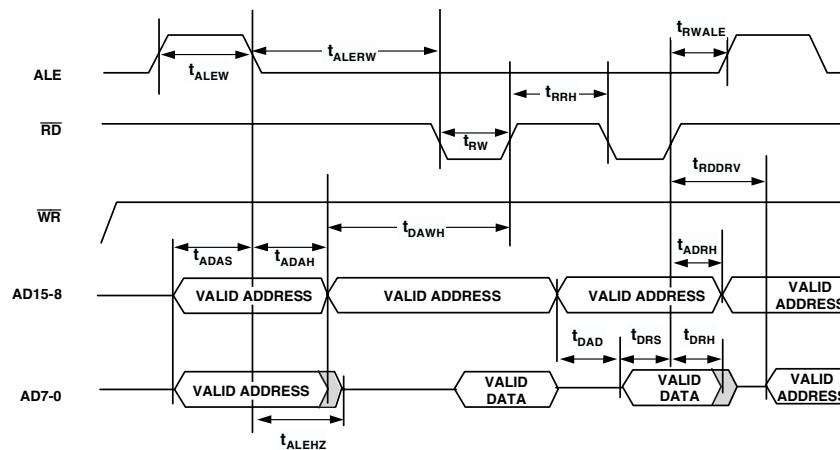 ALE
tALEW
tALERW
tRWALE
tRRH
RD
tRW
tRDDRV
WR
tADAS
tADAH
tDAWH
tADRH
AD15-8
VALID ADDRESS
VALID ADDRESS
VALID ADDRESS
VALID
ADDRESS
tDAD
tDRS
tDRH
AD7-0
VALID ADDRESS
VALID
DATA
VALID
DATA
VALID
ADDRESS
tALEHZ